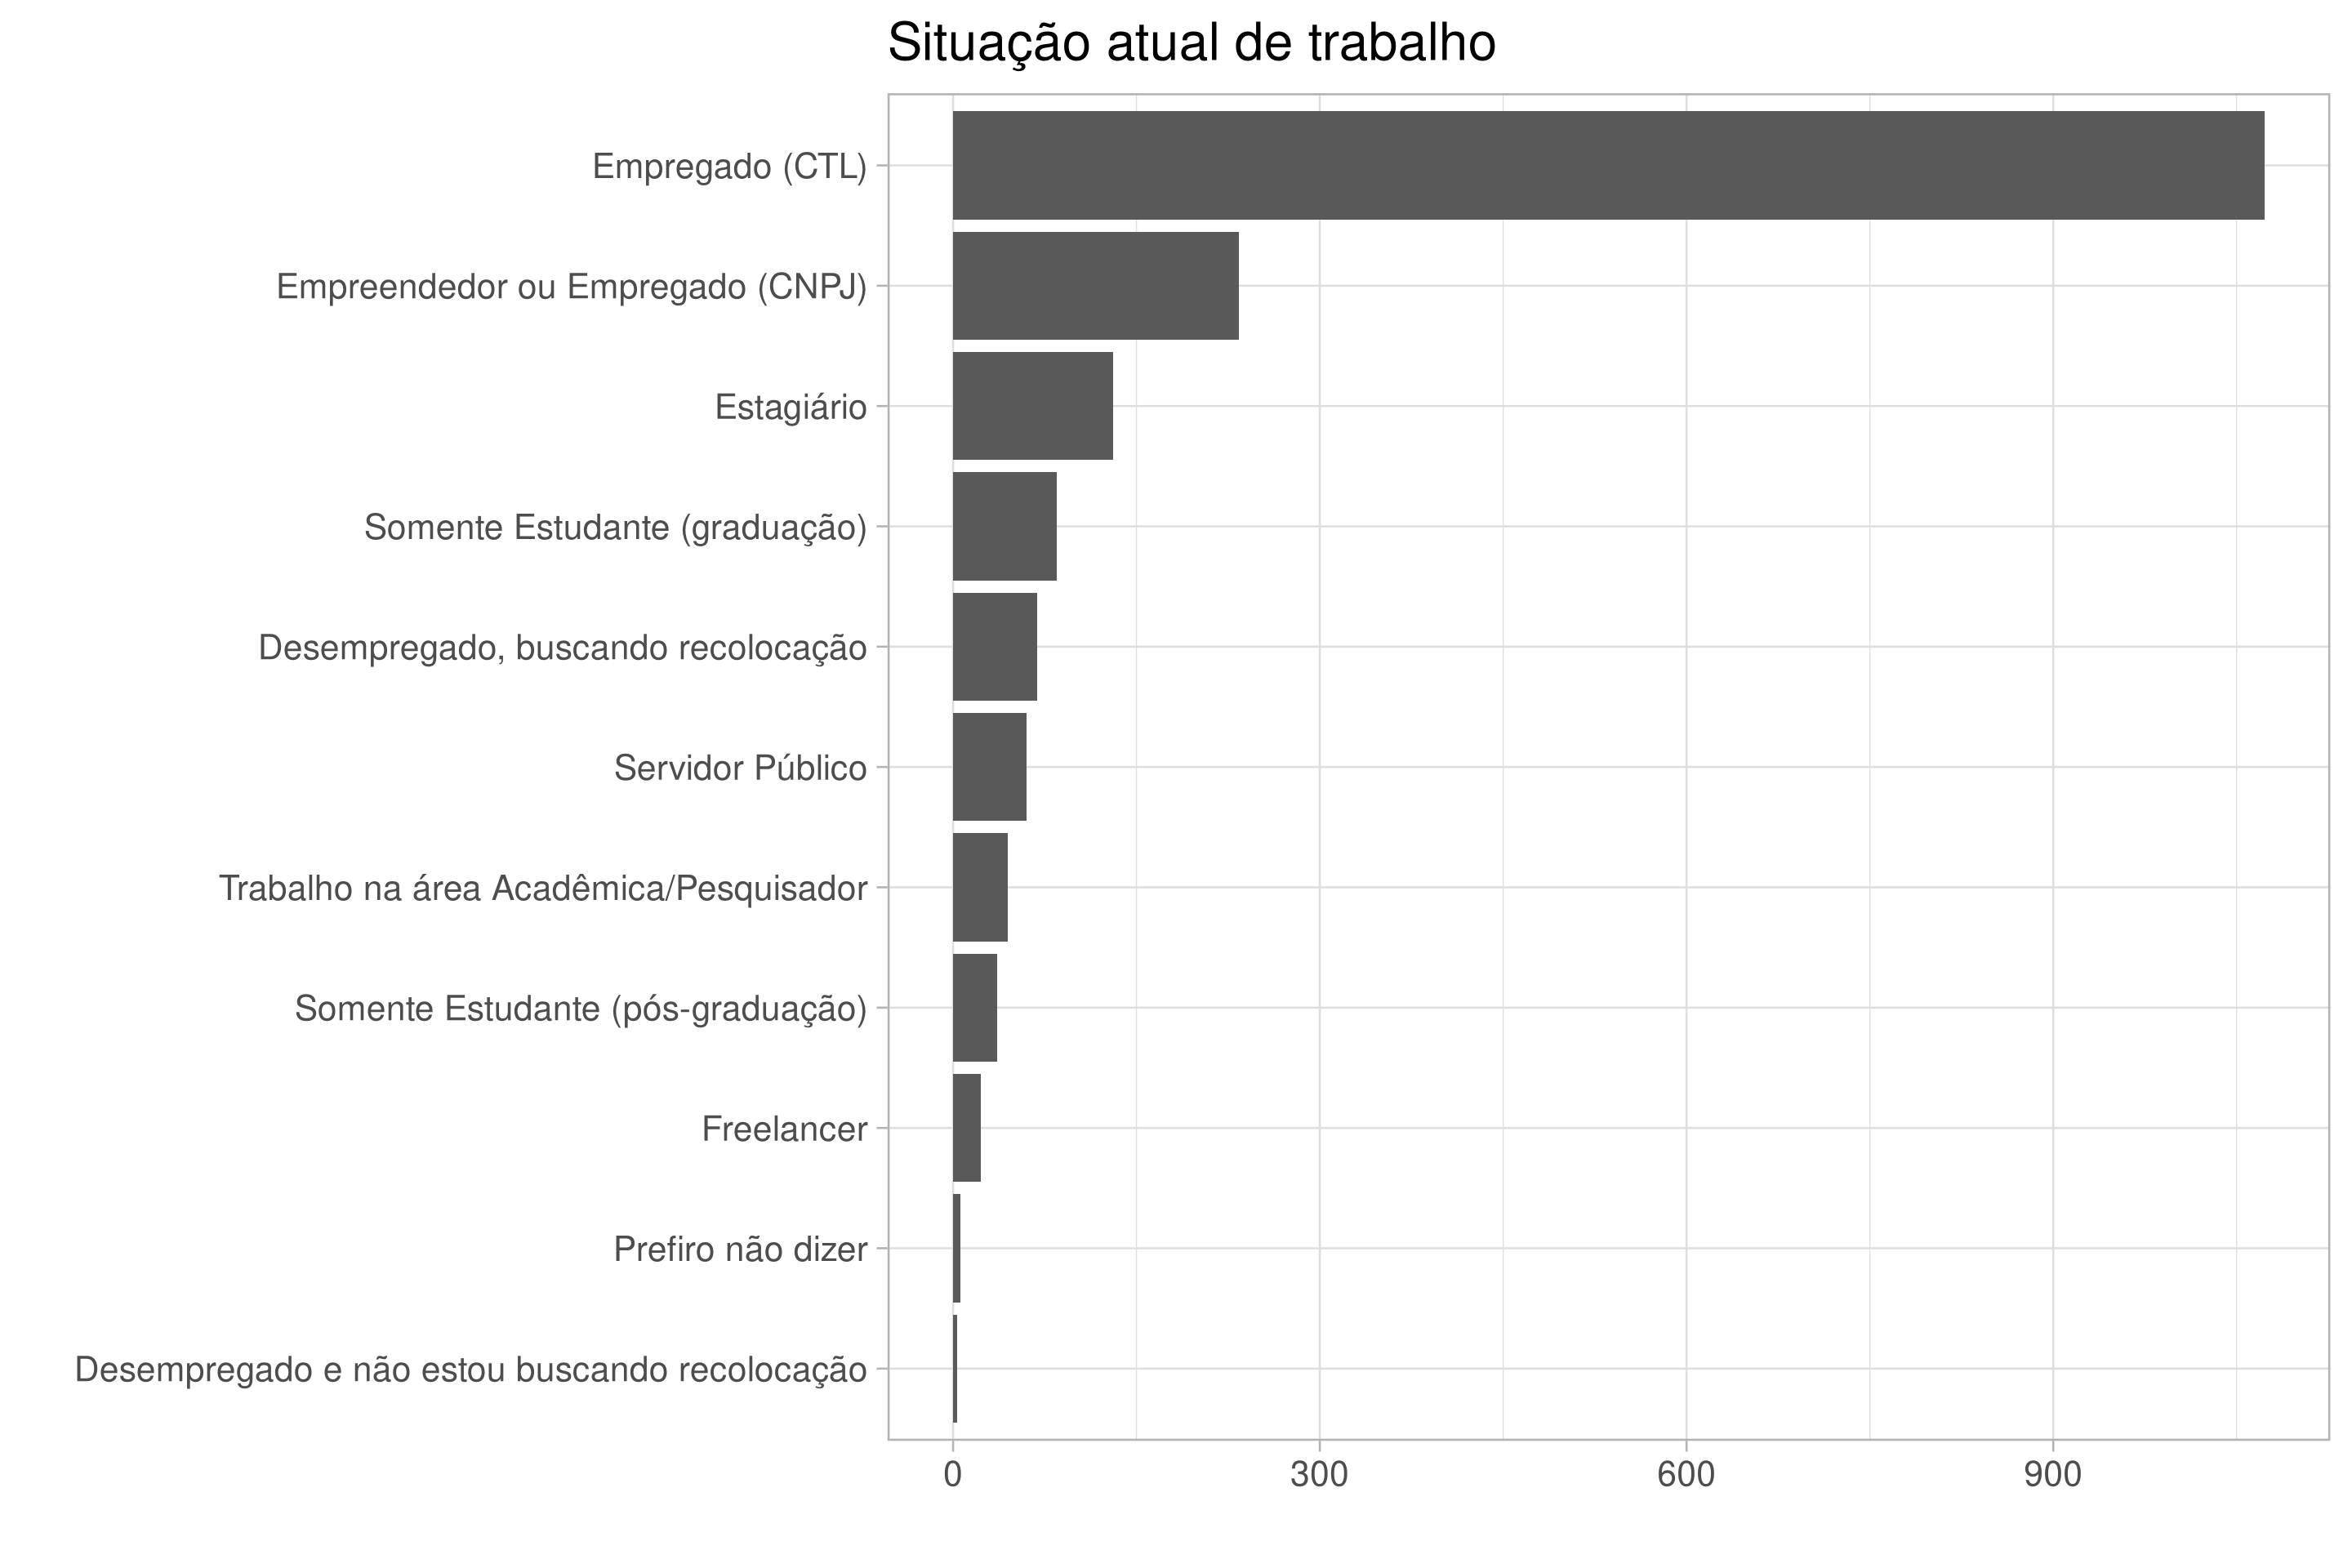 Situação atual de trabalho
Empregado (CTL)
Empreendedor ou Empregado (CNPJ)
Estagiário
Somente Estudante (graduação)
Desempregado, buscando recolocação
Servidor Público
Trabalho na área Acadêmica/Pesquisador
Somente Estudante (pós-graduação)
Freelancer
Prefiro não dizer
Desempregado e não estou buscando recolocação
0 300 600 900